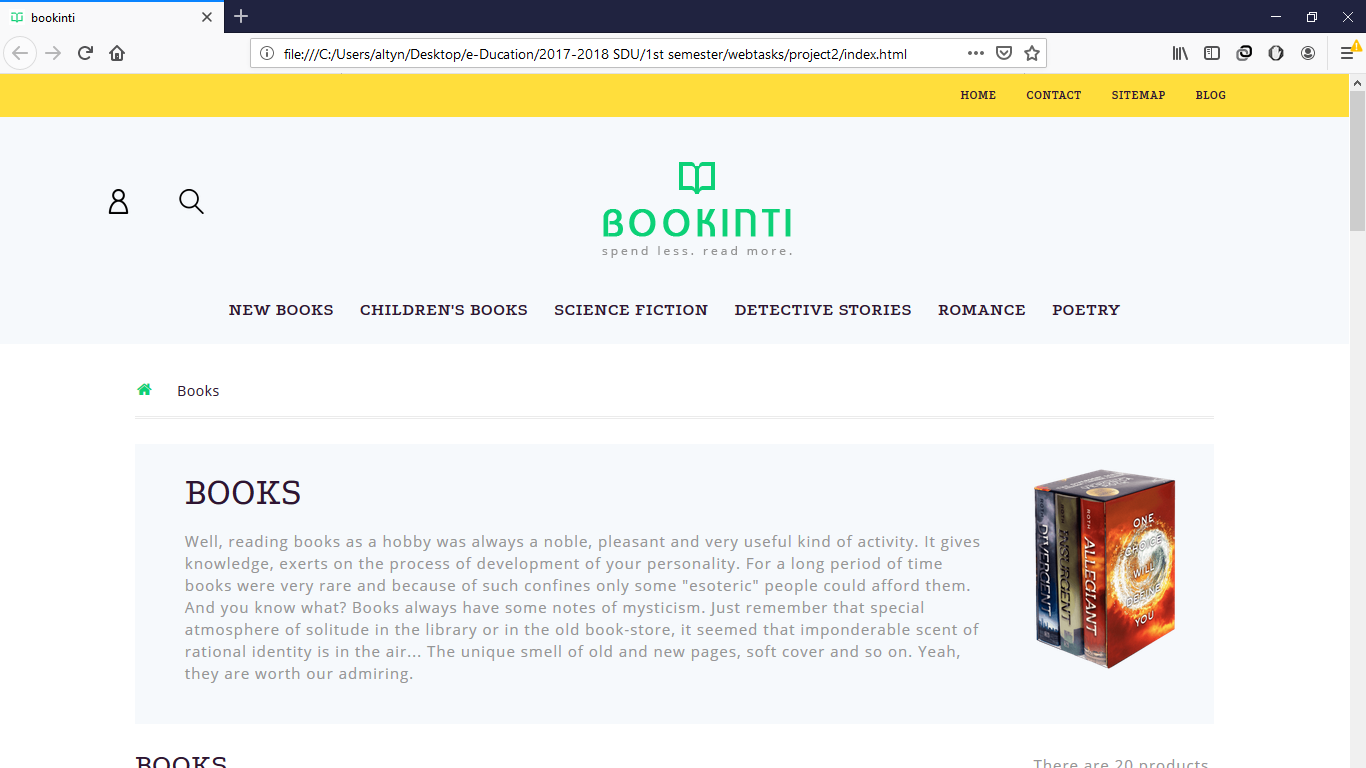 bookinti
file:///C:/Users/altyn/Desktop/e-Ducation/2017-2018 SDU/1st semester/webtasks/project2/index.html
HOME CONTACT SITEMAP BLOG
BOOKINTI
spend less. read more.
NEW BOOKS CHILDREN'S BOOKS SCIENCE FICTION DETECTIVE STORIES ROMANCE POETRY
Books
BOOKS
Well, reading books as a hobby was always a noble, pleasant and very useful kind of activity. It gives
knowledge, exerts on the process of development of your personality. For a long period of time
books were very rare and because of such confines only some "esoteric" people could afford them.
And you know what? Books always have some notes of mysticism. Just remember that special
atmosphere of solitude in the library or in the old book-store, it seemed that imponderable scent of
rational identity is in the air... The unique smell of old and new pages, soft cover and so on. Yeah,
they are worth our admiring.
DIVERGENT
INSURGENT
ROTH ALLEGIANT
ONE
CHOICE
WILL
DEFINE
YOU
BOOKS
There are 20 products.